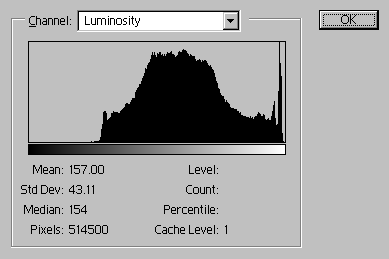 Channel: Luminosity
OK
Mean: 157.00 Level:
Std Dev: 43.11 Count:
Median: 154 Percentile:
Pixels: 514500 Cache Level: 1